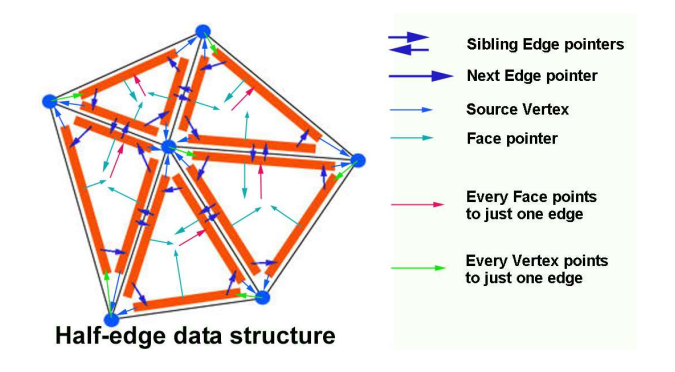 Sibling Edge pointers
Next Edge pointer
Source Vertex
Face pointer
Every Face points
to just one edge
Every Vertex points
to just one edge
Half-edge data structure